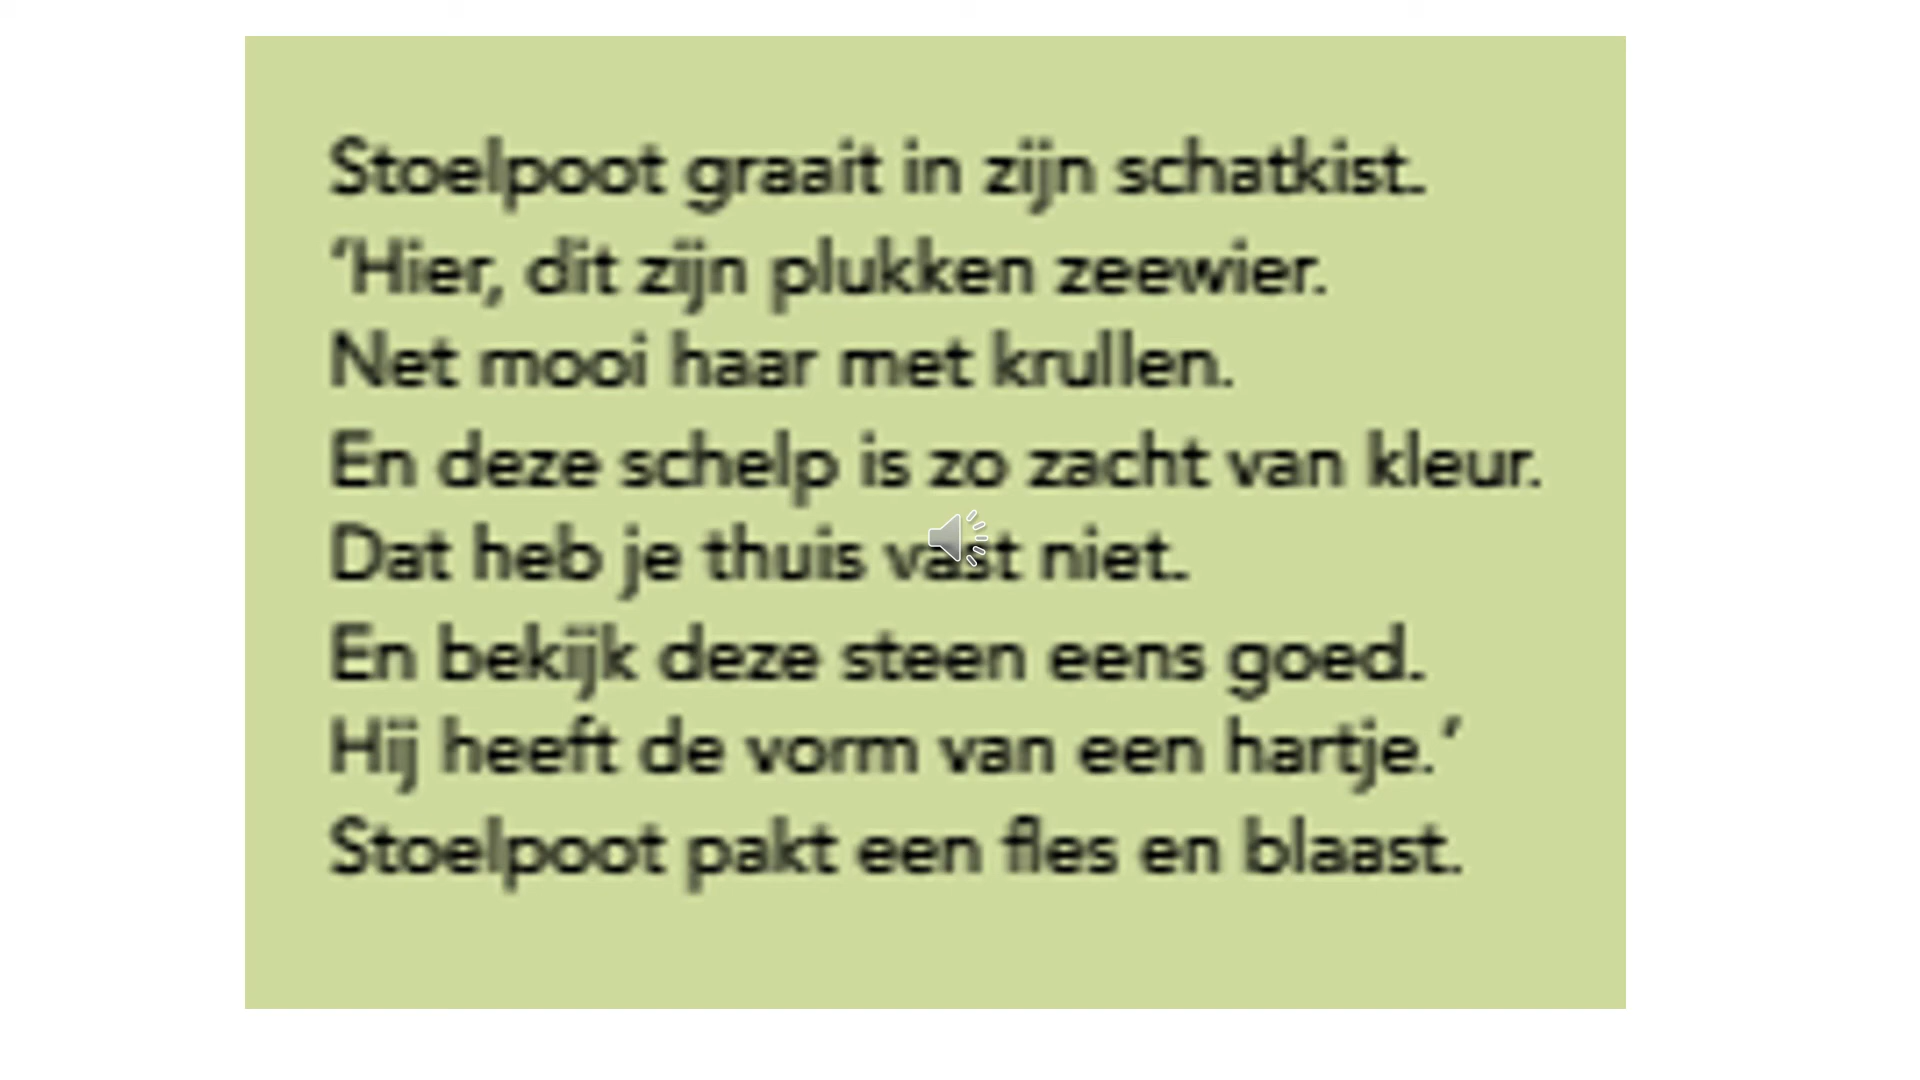 Stoelpoot graait in zijn schatkist.
‘Hier, dit zijn plukken zeewier.
Net mooi haar met krullen.
En deze schelp is zo zacht van kleur.
Dat heb je thuis vast niet.
En bekijk deze steen eens goed.
Hij heeft de vorm van een hartje.’
Stoelpoot pakt een fles en blaast.